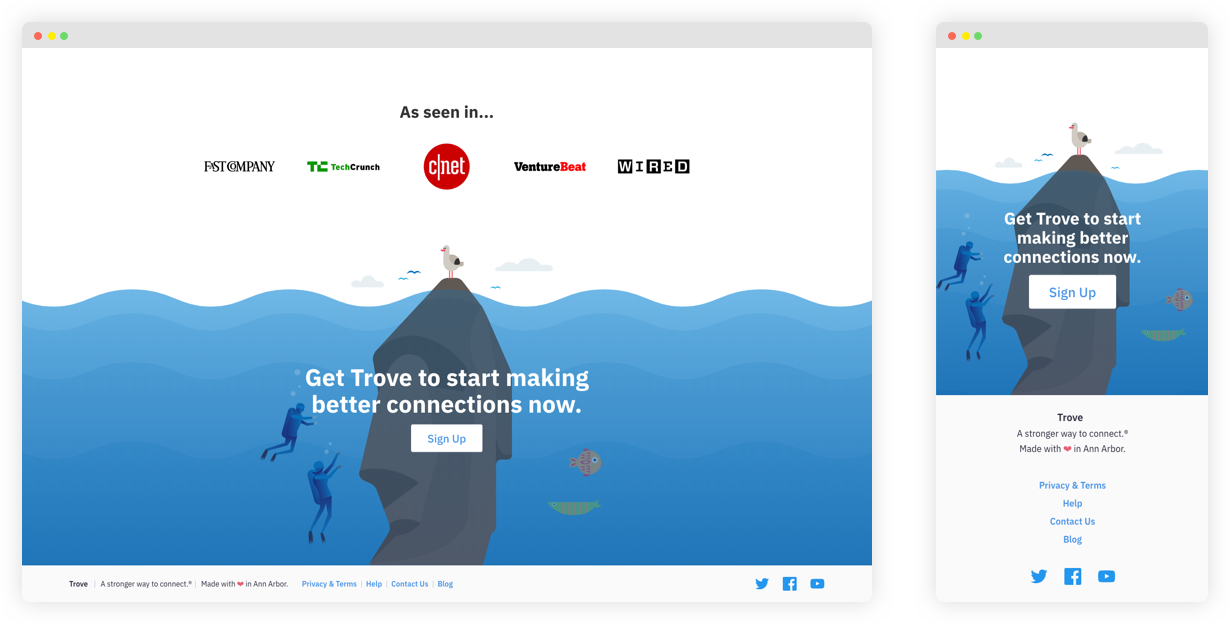 As seen in...
FAST COMPANY
TC TechCrunch
c|net
VentureBeat
WIRED
Get Trove to start making
better connections now.
Sign Up
Trove | A stronger way to connect.® | Made with ❤ in Ann Arbor. Privacy & Terms | Help | Contact Us | Blog
Get Trove to start
making better
connections now.
Sign Up
Trove
A stronger way to connect.®
Made with ❤ in Ann Arbor.
Privacy & Terms
Help
Contact Us
Blog